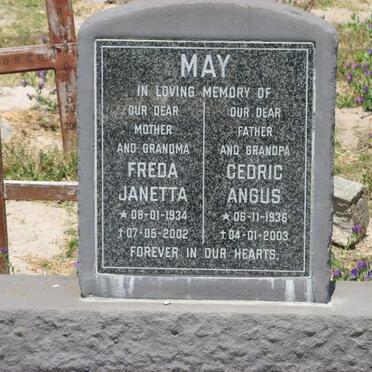 MAY
IN LOVING MEMORY OF
OUR DEAR
MOTHER
AND GRANDMA
FREDA
JANETTA
★08-01-1934
✝07-05-2002
OUR DEAR
FATHER
AND GRANDPA
CEDRIC
ANGUS
★06-11-1936
✝04-01-2003
FOREVER IN OUR HEARTS.